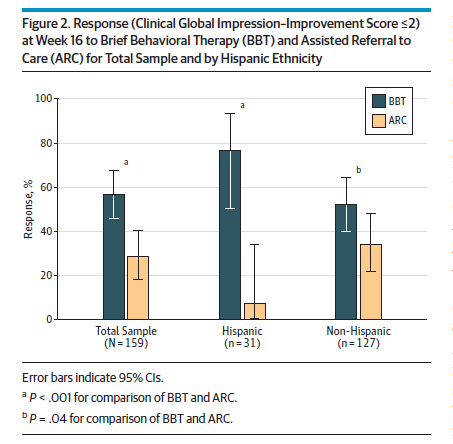 Figure 2. Response (Clinical Global Impression–Improvement Score ≤2)
at Week 16 to Brief Behavioral Therapy (BBT) and Assisted Referral to
Care (ARC) for Total Sample and by Hispanic Ethnicity
100
BBT
ARC
a
80
a
b
60
Response, %
40
20
0
Total Sample
(N=159)
Hispanic
(n=31)
Non-Hispanic
(n=127)
Error bars indicate 95% CIs.
a P < .001 for comparison of BBT and ARC.
b P = .04 for comparison of BBT and ARC.